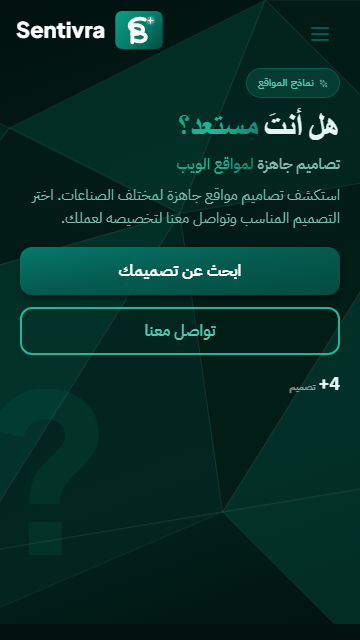 Sentivra
نماذج المواقع
هل أنتَ مستعد؟
تصاميم جاهزة لمواقع الويب
استكشف تصاميم مواقع جاهزة لمختلف الصناعات. اختر
التصميم المناسب وتواصل معنا لتخصيصه لعملك.
ابحث عن تصميمك
تواصل معنا
+4 تصميم
?